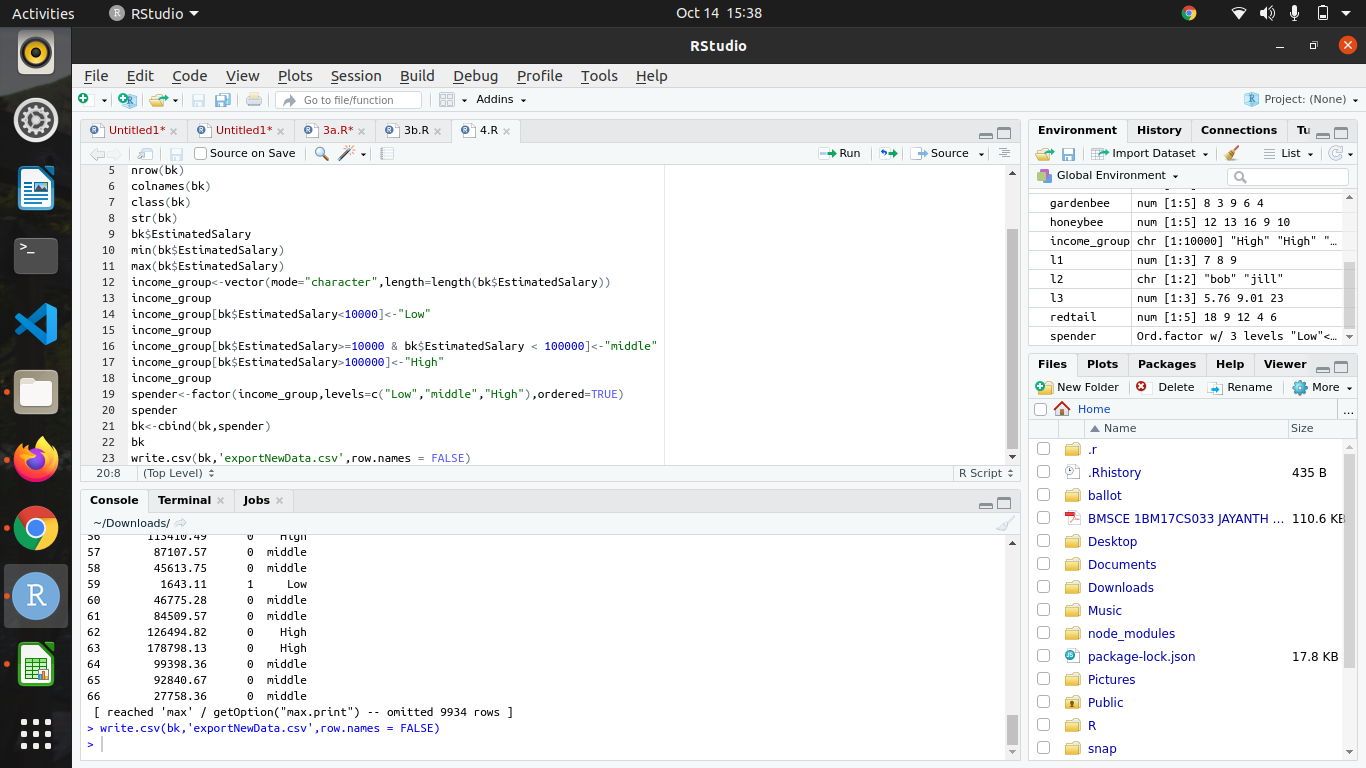 Activities RStudio Oct 14 15:38
RStudio
File Edit Code View Plots Session Build Debug Profile Tools Help
Go to file/function Addins Project: (None)
Untitled1* Untitled1* 3a.R* 3b.R 4.R
Source on Save Run Source
5 nrow(bk)
6 colnames(bk)
7 class(bk)
8 str(bk)
9 bk$EstimatedSalary
10 min(bk$EstimatedSalary)
11 max(bk$EstimatedSalary)
12 income_group<-vector(mode="character",length=length(bk$EstimatedSalary))
13 income_group
14 income_group[bk$EstimatedSalary<10000]<-"Low"
15 income_group
16 income_group[bk$EstimatedSalary>=10000 & bk$EstimatedSalary < 100000]<-"middle"
17 income_group[bk$EstimatedSalary>100000]<-"High"
18 income_group
19 spender<-factor(income_group,levels=c("Low","middle","High"),ordered=TRUE)
20 spender
21 bk<-cbind(bk,spender)
22 bk
23 write.csv(bk,'exportNewData.csv',row.names = FALSE)
20:8 (Top Level) R Script
Console Terminal Jobs
~/Downloads/
56 113410.49 0 High
57 87107.57 0 middle
58 45613.75 0 middle
59 1643.11 1 Low
60 46775.28 0 middle
61 84509.57 0 middle
62 126494.82 0 High
63 178798.13 0 High
64 99398.36 0 middle
65 92840.67 0 middle
66 27758.36 0 middle
[ reached 'max' / getOption("max.print") -- omitted 9934 rows ]
> write.csv(bk,'exportNewData.csv',row.names = FALSE)
>
Environment History Connections Tu
Import Dataset List
Global Environment
gardenbee num [1:5] 8 3 9 6 4
honeybee num [1:5] 12 13 16 9 10
income_group chr [1:10000] "High" "High" "…
l1 num [1:3] 7 8 9
l2 chr [1:2] "bob" "jill"
l3 num [1:3] 5.76 9.01 23
redtail num [1:5] 18 9 12 4 6
spender Ord.factor w/ 3 levels "Low"<…
Files Plots Packages Help Viewer
New Folder Delete Rename More
Home ...
Name Size
.r
.Rhistory 435 B
ballot
BMSCE 1BM17CS033 JAYANTH ... 110.6 KB
Desktop
Documents
Downloads
Music
node_modules
package-lock.json 17.8 KB
Pictures
Public
R
snap